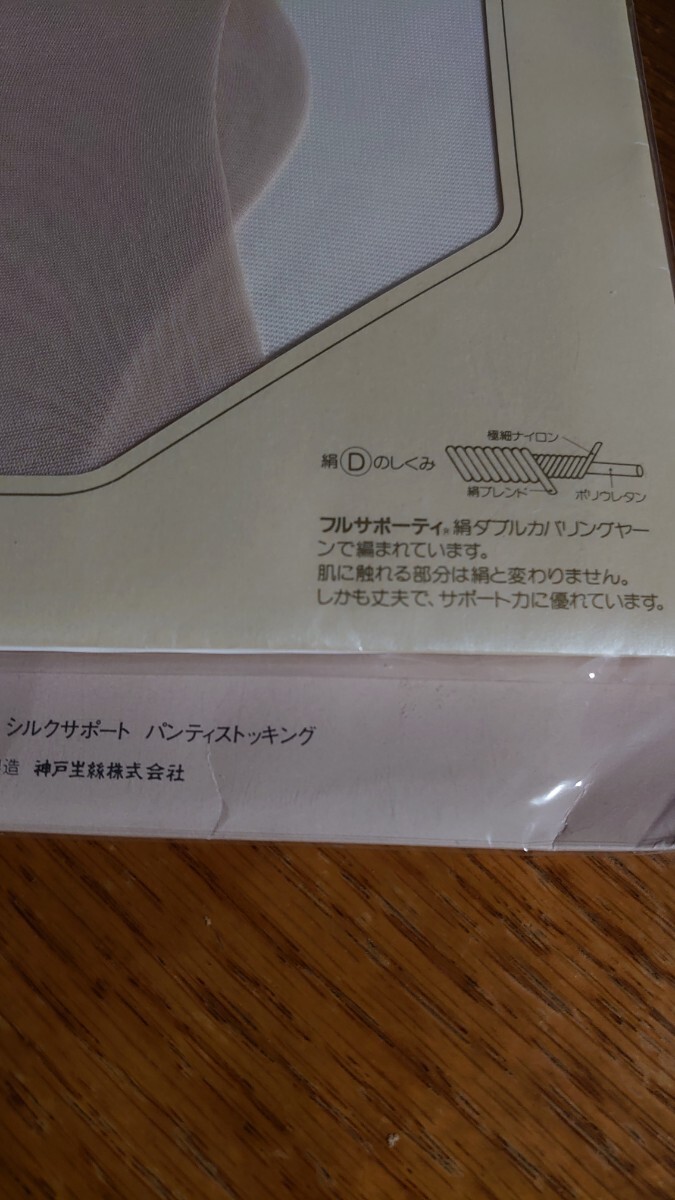 極細ナイロン
絹Ⓓのしくみ
絹ブレンド
ポリウレタン
フルサポーティ®絹ダブルカバリングヤー
ンで編まれています。
肌に触れる部分は絹と変わりません。
しかも丈夫で、サポート力に優れています。
シルクサポート パンティストッキング
造 神戸生絲株式会社